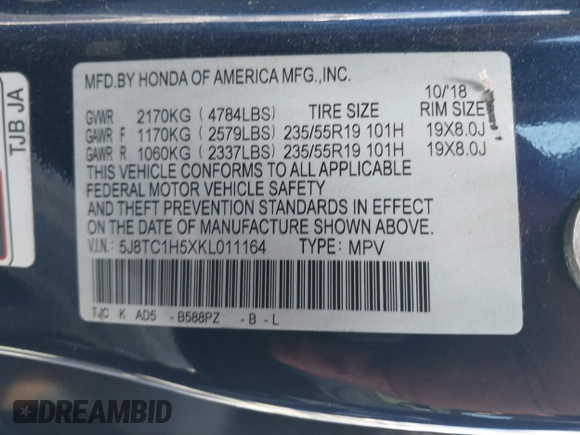 MFD.BY HONDA OF AMERICA MFG.,INC.
10/'18
GVWR 2170KG ( 4784LBS) TIRE SIZE RIM SIZE
GAWR F 1170KG ( 2579LBS) 235/55R19 101H 19X8.0J
GAWR R 1060KG ( 2337LBS) 235/55R19 101H 19X8.0J
THIS VEHICLE CONFORMS TO ALL APPLICABLE
FEDERAL MOTOR VEHICLE SAFETY
AND THEFT PREVENTION STANDARDS IN EFFECT
ON THE DATE OF MANUFACTURE SHOWN ABOVE.
V.I.N.: 5J8TC1H5XKL011164 TYPE: MPV
TJC K AD5 -B588PZ -B-L
TJB JA
DREAMBID